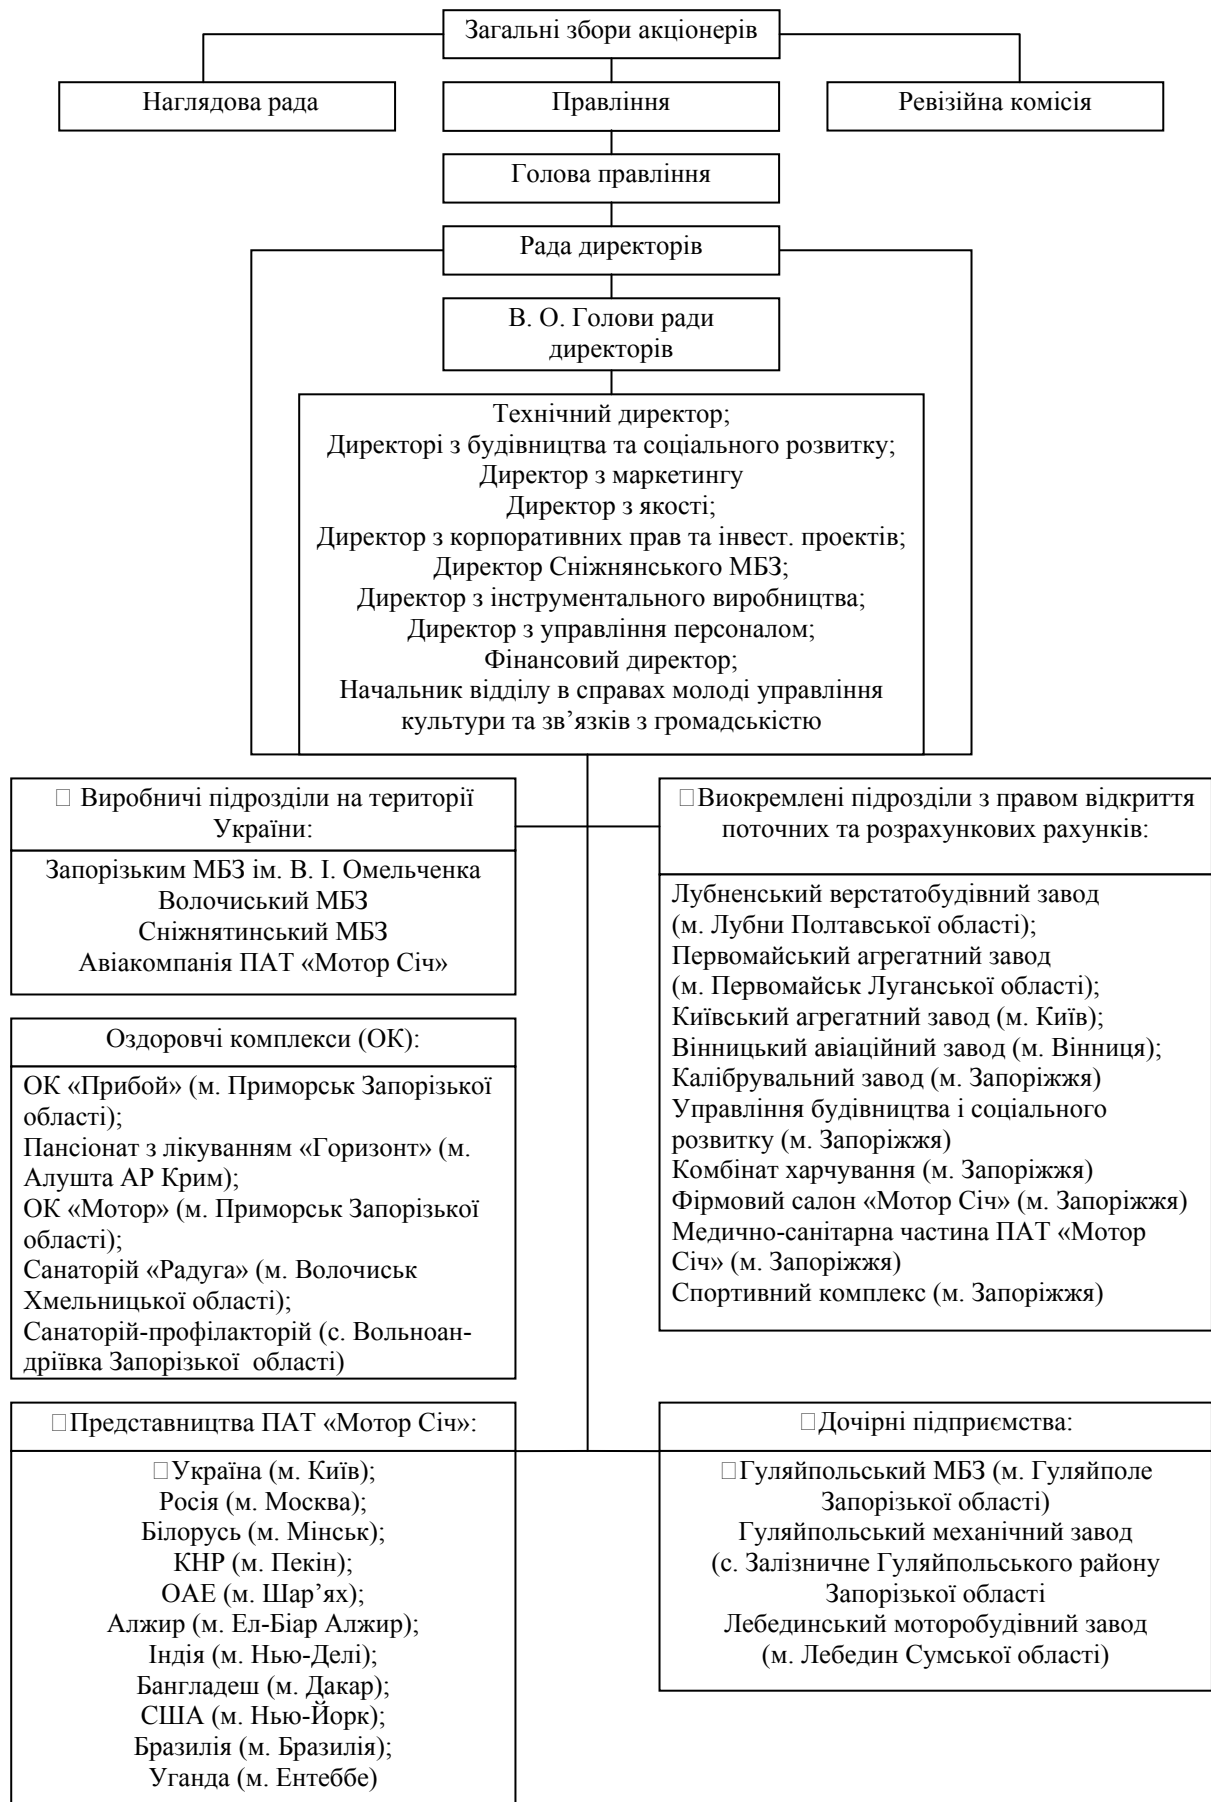 Загальні збори акціонерів
Наглядова рада
Правління
Ревізійна комісія
Голова правління
Рада директорів
В. О. Голови ради
директорів
Технічний директор;
Директорі з будівництва та соціального розвитку;
Директор з маркетингу
Директор з якості;
Директор з корпоративних прав та інвест. проектів;
Директор Сніжнянського МБЗ;
Директор з інструментального виробництва;
Директор з управління персоналом;
Фінансовий директор;
Начальник відділу в справах молоді управління
культури та зв’язків з громадськістю
□ Виробничі підрозділи на території
України:
Запорізьким МБЗ ім. В. І. Омельченка
Волочиський МБЗ
Сніжнятинський МБЗ
Авіакомпанія ПАТ «Мотор Січ»
□Виокремлені підрозділи з правом відкриття
поточних та розрахункових рахунків:
Лубненський верстатобудівний завод
(м. Лубни Полтавської області);
Первомайський агрегатний завод
(м. Первомайськ Луганської області);
Київський агрегатний завод (м. Київ);
Вінницький авіаційний завод (м. Вінниця);
Калібрувальний завод (м. Запоріжжя)
Управління будівництва і соціального
розвитку (м. Запоріжжя)
Комбінат харчування (м. Запоріжжя)
Фірмовий салон «Мотор Січ» (м. Запоріжжя)
Медично-санітарна частина ПАТ «Мотор
Січ» (м. Запоріжжя)
Спортивний комплекс (м. Запоріжжя)
Оздоровчі комплекси (ОК):
ОК «Прибой» (м. Приморськ Запорізької
області);
Пансіонат з лікуванням «Горизонт» (м.
Алушта АР Крим);
ОК «Мотор» (м. Приморськ Запорізької
області);
Санаторій «Радуга» (м. Волочиськ
Хмельницької області);
Санаторій-профілакторій (с. Вольноан-
дріївка Запорізької області)
□Представництва ПАТ «Мотор Січ»:
□Україна (м. Київ);
Росія (м. Москва);
Білорусь (м. Мінськ);
КНР (м. Пекін);
ОАЕ (м. Шар’ях);
Алжир (м. Ел-Біар Алжир);
Індія (м. Нью-Делі);
Бангладеш (м. Дакар);
США (м. Нью-Йорк);
Бразилія (м. Бразилія);
Уганда (м. Ентеббе)
□Дочірні підприємства:
□Гуляйпольський МБЗ (м. Гуляйполе
Запорізької області)
Гуляйпольський механічний завод
(с. Залізничне Гуляйпольського району
Запорізької області
Лебединський моторобудівний завод
(м. Лебедин Сумської області)